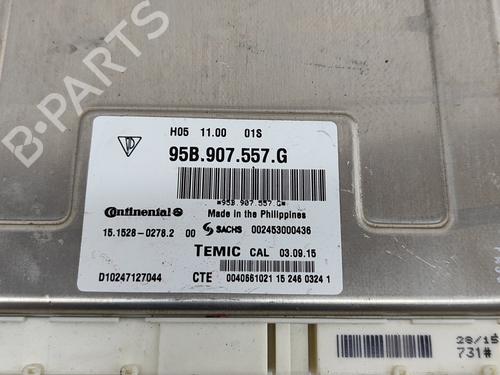 B-PARTS
H05 11.00 01S
95B.907.557.G
*95B.907.557.G*
Continental
Made in the Philippines
15.1528-0278.2 00 SACHS 002453000436
TEMIC CAL 03.09.15
D10247127044 CTE 0040561021 15 246 0324 1
28/15
731#